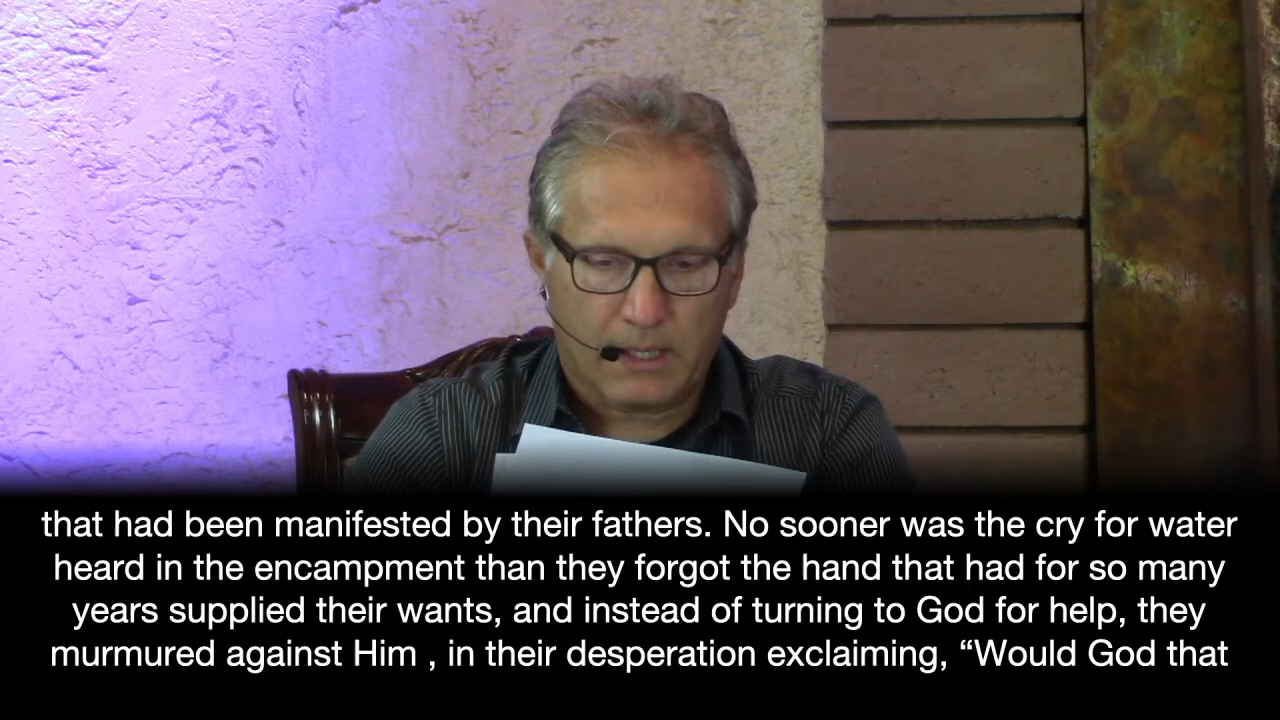 that had been manifested by their fathers. No sooner was the cry for water
heard in the encampment than they forgot the hand that had for so many
years supplied their wants, and instead of turning to God for help, they
murmured against Him , in their desperation exclaiming, “Would God that